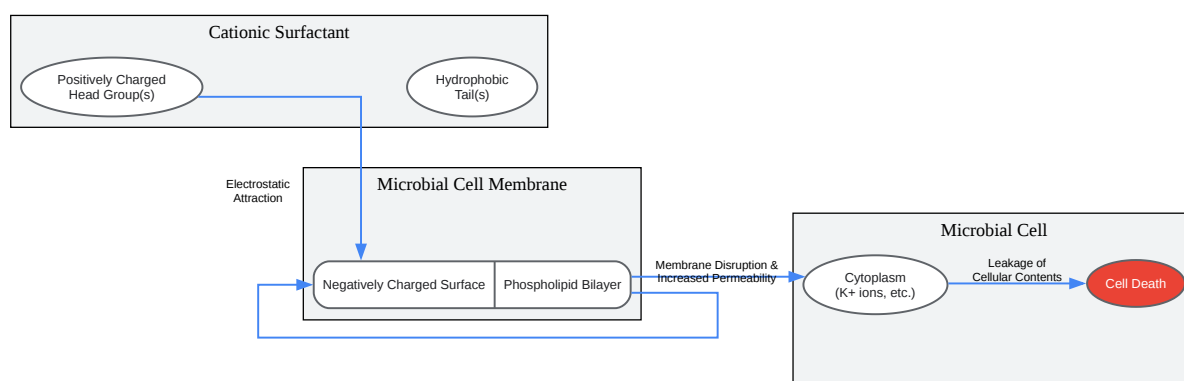 Cationic Surfactant
Positively Charged
Head Group(s)
Hydrophobic
Tail(s)
Electrostatic
Attraction
Microbial Cell Membrane
Negatively Charged Surface
Phospholipid Bilayer
Membrane Disruption &
Increased Permeability
Microbial Cell
Cytoplasm
(K+ ions, etc.)
Leakage of
Cellular Contents
Cell Death